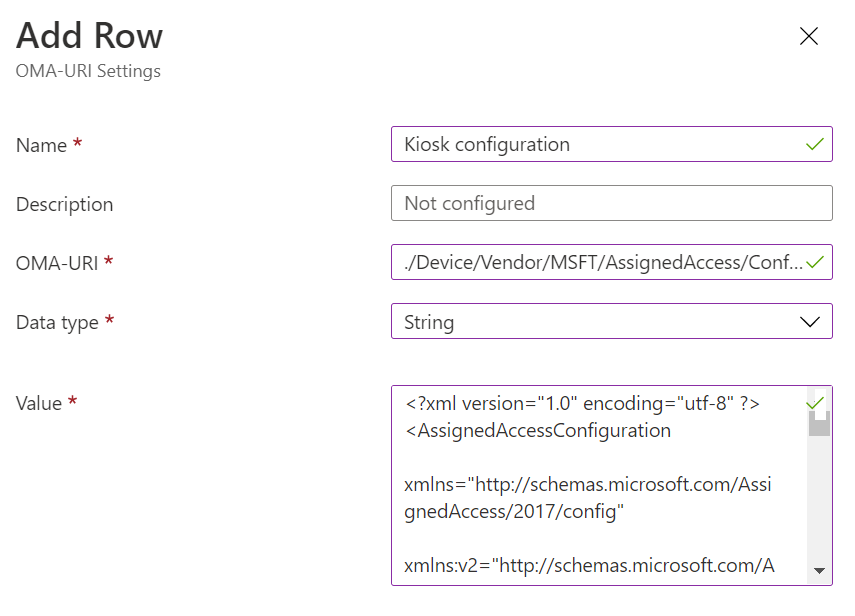 Add Row
OMA-URI Settings
Name *
Kiosk configuration
Description
Not configured
OMA-URI *
./Device/Vendor/MSFT/AssignedAccess/Conf...
Data type *
String
Value *
<?xml version="1.0" encoding="utf-8" ?>
<AssignedAccessConfiguration
xmlns="http://schemas.microsoft.com/Assi
gnedAccess/2017/config"
xmlns:v2="http://schemas.microsoft.com/A